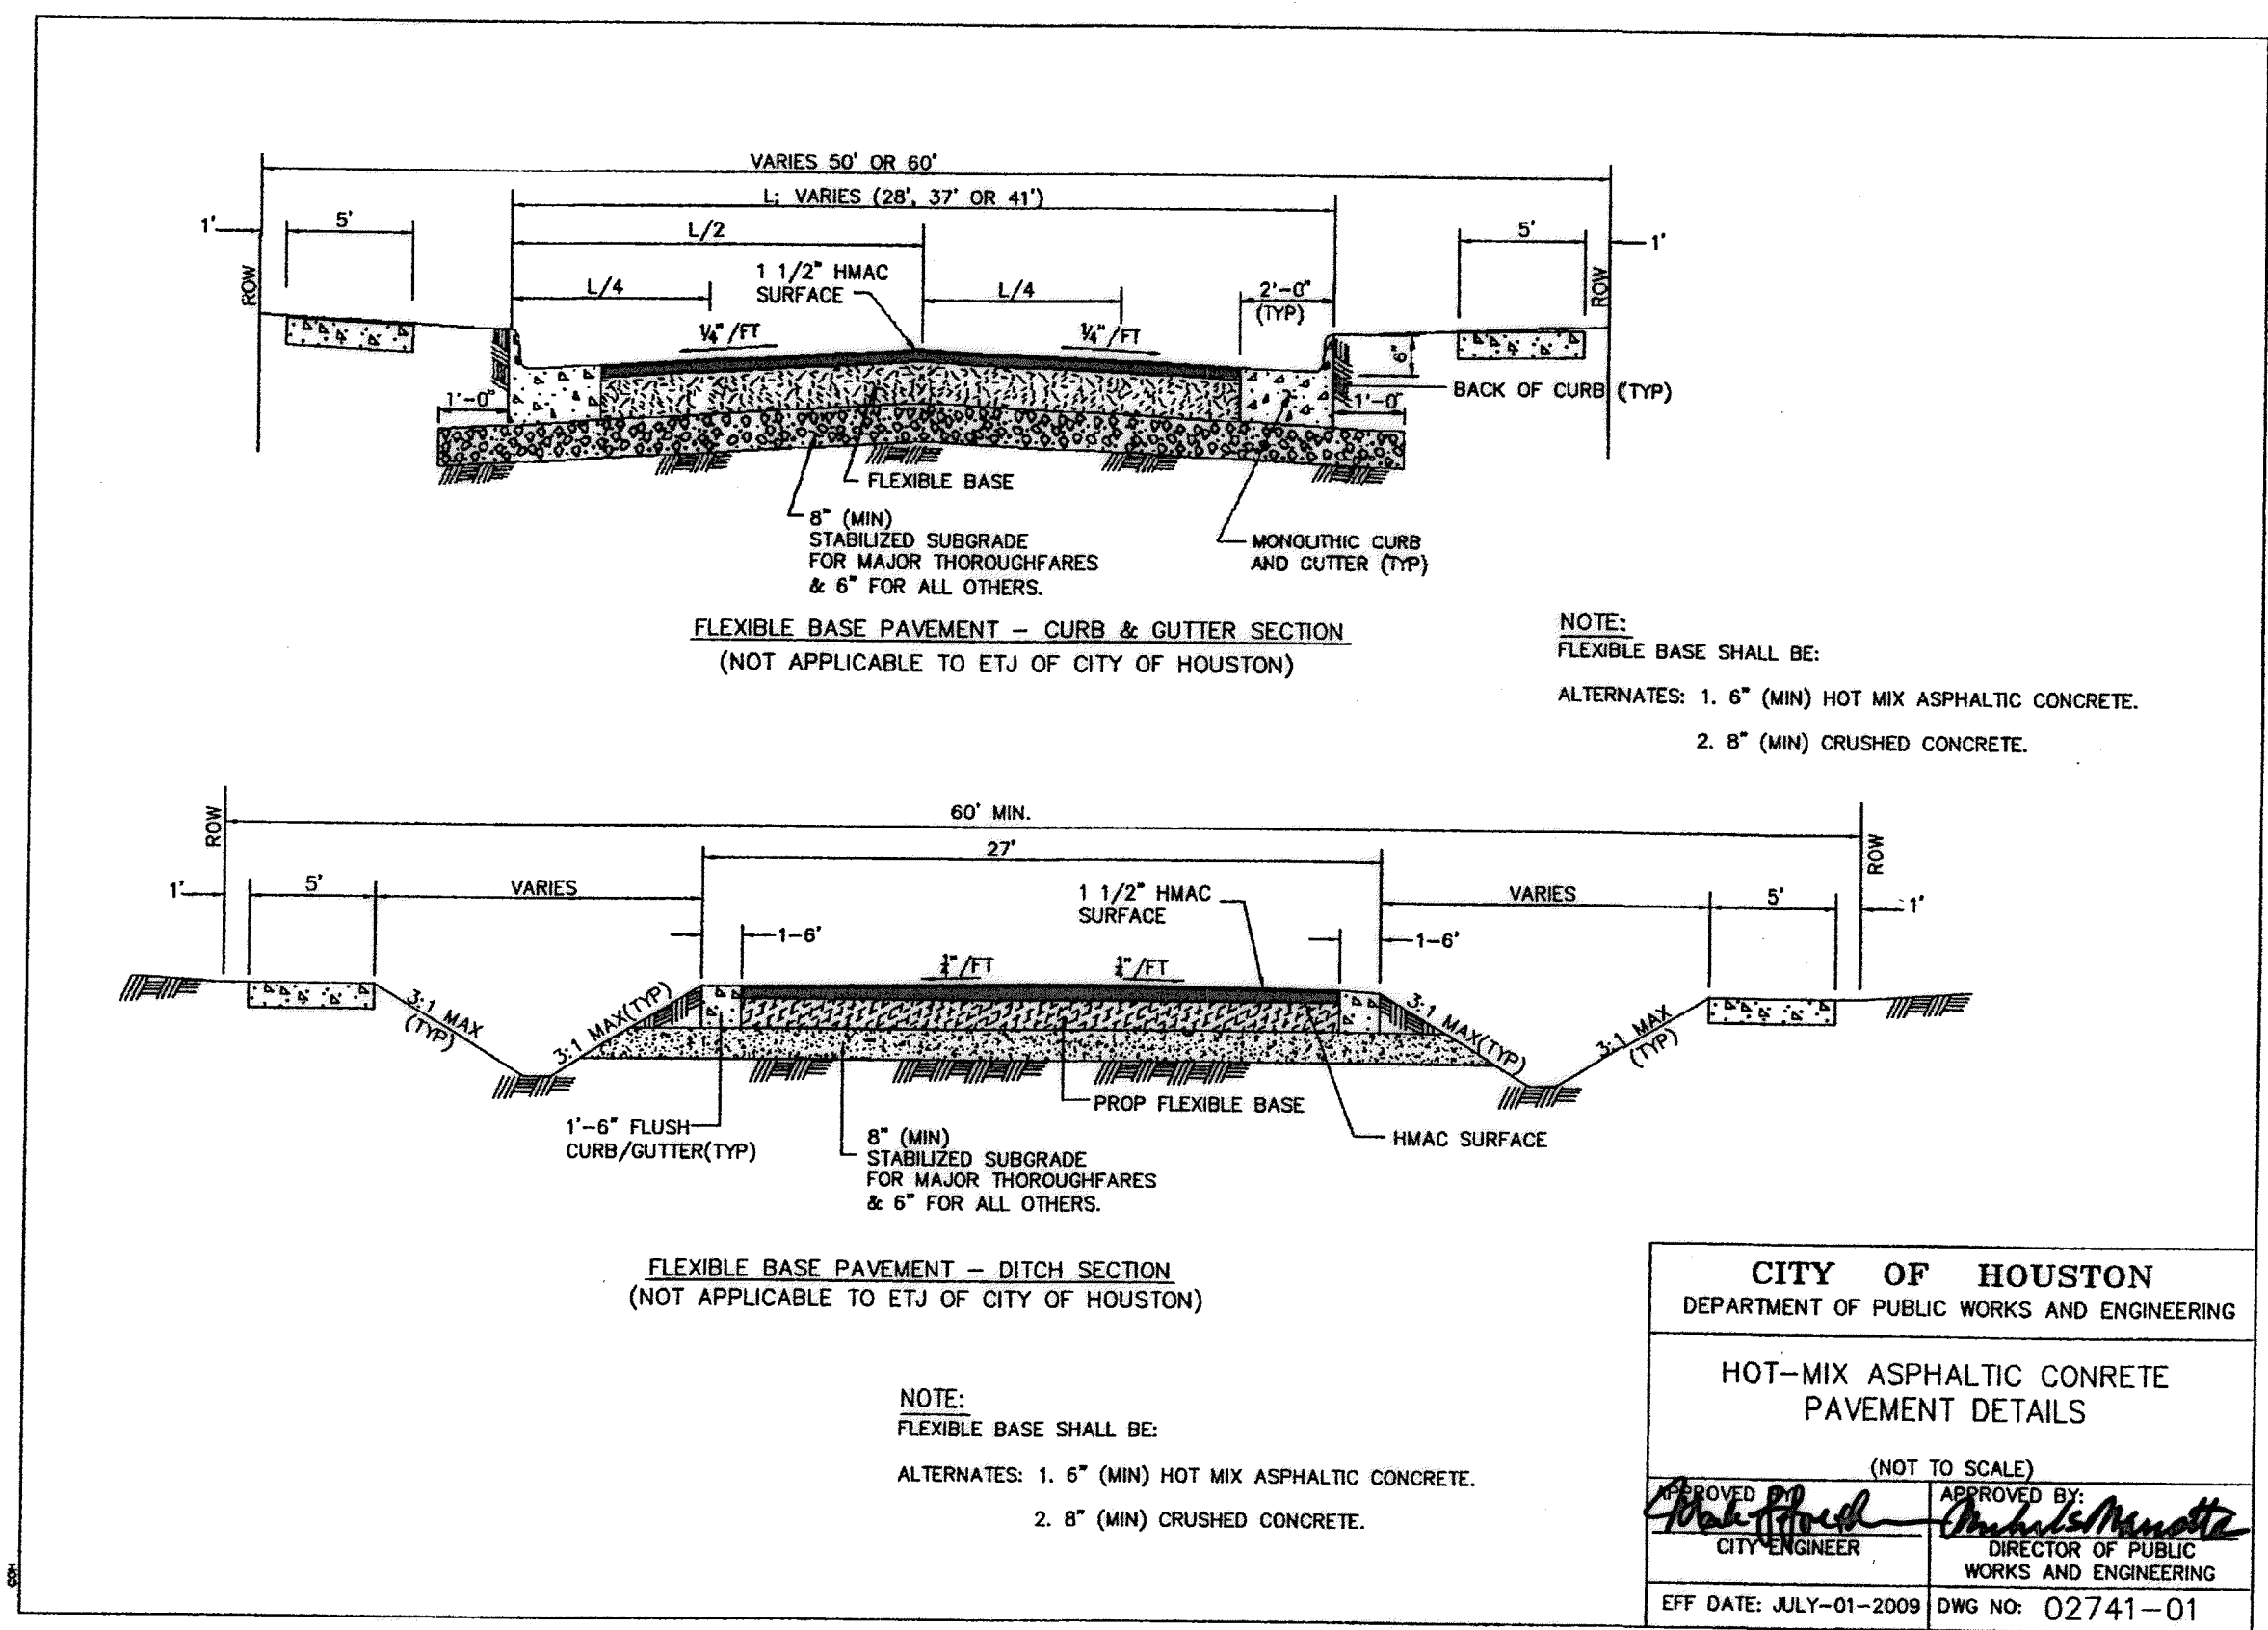 VARIES 50' OR 60'
L; VARIES (28', 37' OR 41')
1'
5'
L/2
5'
1'
ROW
L/4
1 1/2" HMAC
SURFACE
L/4
2'-0"
(TYP)
ROW
1/4" /FT
1/4" /FT
6"
1'-0"
BACK OF CURB (TYP)
1'-0"
FLEXIBLE BASE
8" (MIN)
STABILIZED SUBGRADE
FOR MAJOR THOROUGHFARES
& 6" FOR ALL OTHERS.
MONOLITHIC CURB
AND GUTTER (TYP)
FLEXIBLE BASE PAVEMENT – CURB & GUTTER SECTION
(NOT APPLICABLE TO ETJ OF CITY OF HOUSTON)
NOTE:
FLEXIBLE BASE SHALL BE:
ALTERNATES: 1. 6" (MIN) HOT MIX ASPHALTIC CONCRETE.
2. 8" (MIN) CRUSHED CONCRETE.
ROW
60' MIN.
ROW
27'
1'
5'
VARIES
1 1/2" HMAC
SURFACE
VARIES
5'
1'
1-6'
1-6'
1/4" /FT
1/4" /FT
3:1 MAX
(TYP)
3:1 MAX(TYP)
3:1 MAX(TYP)
3:1 MAX
(TYP)
PROP FLEXIBLE BASE
1'-6" FLUSH
CURB/GUTTER(TYP)
8" (MIN)
STABILIZED SUBGRADE
FOR MAJOR THOROUGHFARES
& 6" FOR ALL OTHERS.
HMAC SURFACE
FLEXIBLE BASE PAVEMENT – DITCH SECTION
(NOT APPLICABLE TO ETJ OF CITY OF HOUSTON)
NOTE:
FLEXIBLE BASE SHALL BE:
ALTERNATES: 1. 6" (MIN) HOT MIX ASPHALTIC CONCRETE.
2. 8" (MIN) CRUSHED CONCRETE.
CITY OF HOUSTON
DEPARTMENT OF PUBLIC WORKS AND ENGINEERING
HOT-MIX ASPHALTIC CONRETE
PAVEMENT DETAILS
(NOT TO SCALE)
APPROVED BY:
CITY ENGINEER
APPROVED BY:
DIRECTOR OF PUBLIC
WORKS AND ENGINEERING
EFF DATE: JULY-01-2009
DWG NO: 02741-01
COH